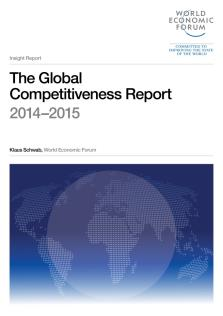 WORLD
ECONOMIC
FORUM
COMMITTED TO
IMPROVING THE STATE
OF THE WORLD
Insight Report
The Global
Competitiveness Report
2014–2015
Klaus Schwab, World Economic Forum